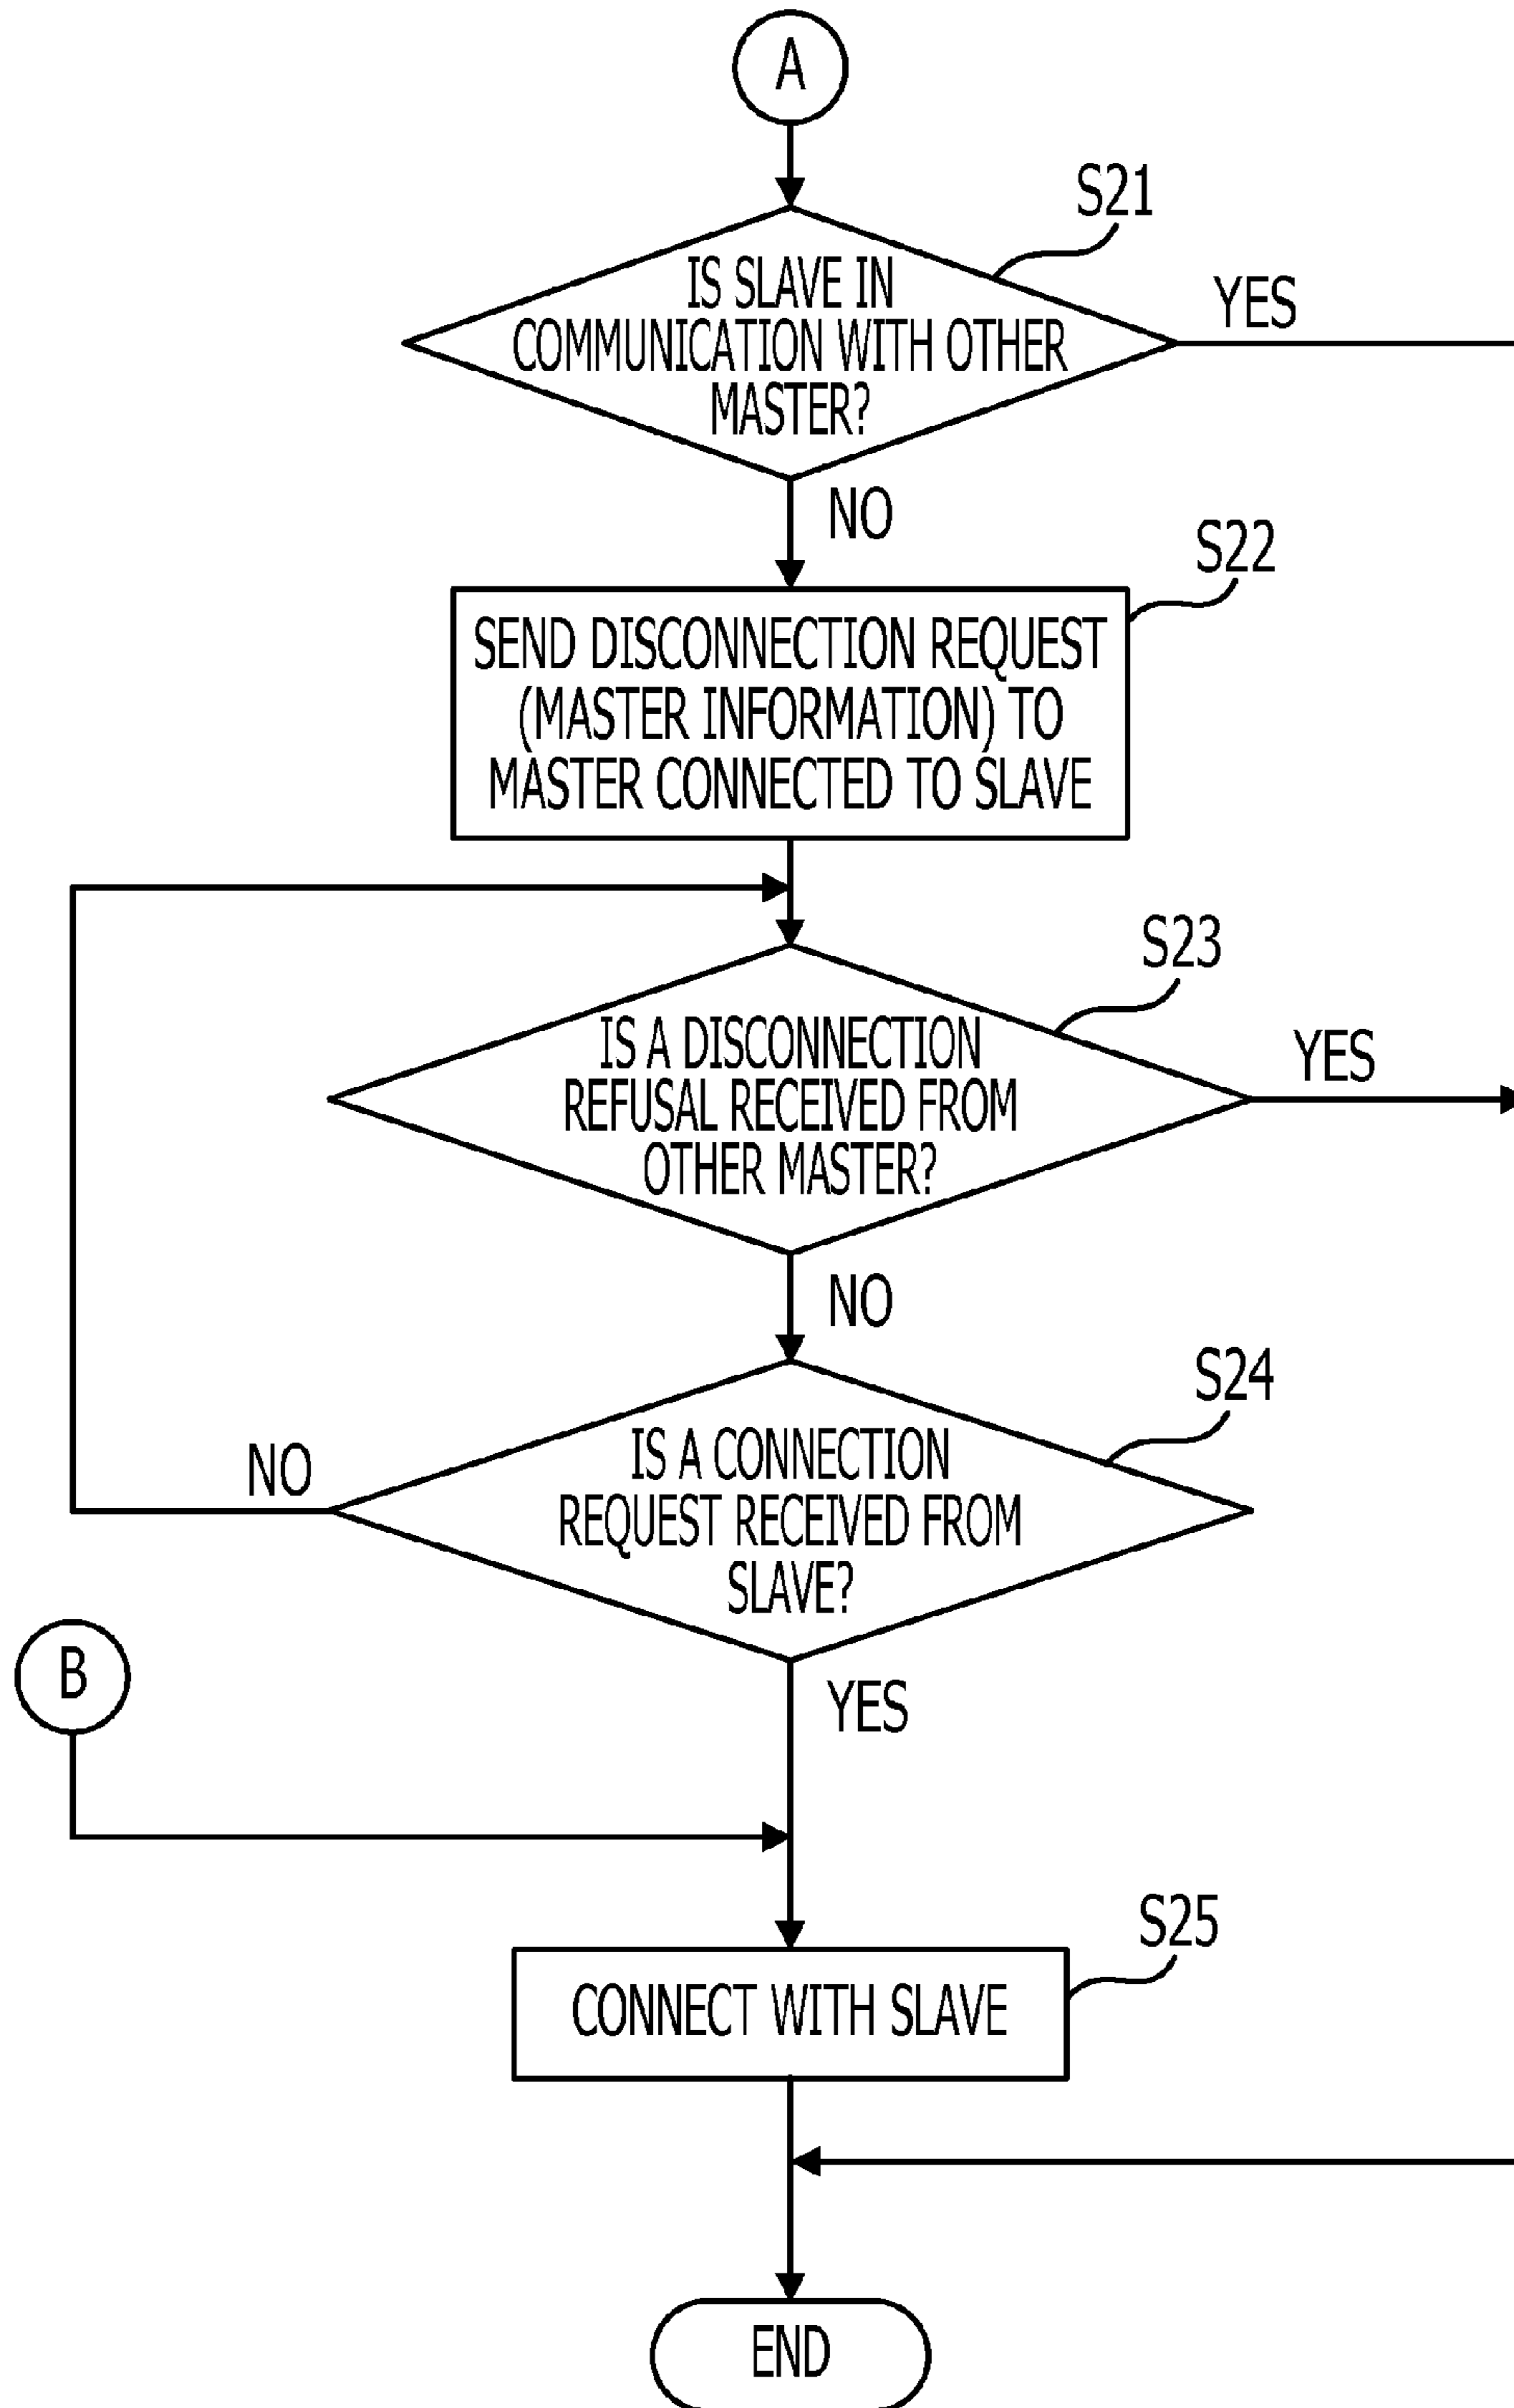 A
S21
IS SLAVE IN
COMMUNICATION WITH OTHER
MASTER?
YES
NO
S22
SEND DISCONNECTION REQUEST
(MASTER INFORMATION) TO
MASTER CONNECTED TO SLAVE
S23
IS A DISCONNECTION
REFUSAL RECEIVED FROM
OTHER MASTER?
YES
NO
S24
IS A CONNECTION
REQUEST RECEIVED FROM
SLAVE?
NO
B
YES
S25
CONNECT WITH SLAVE
END